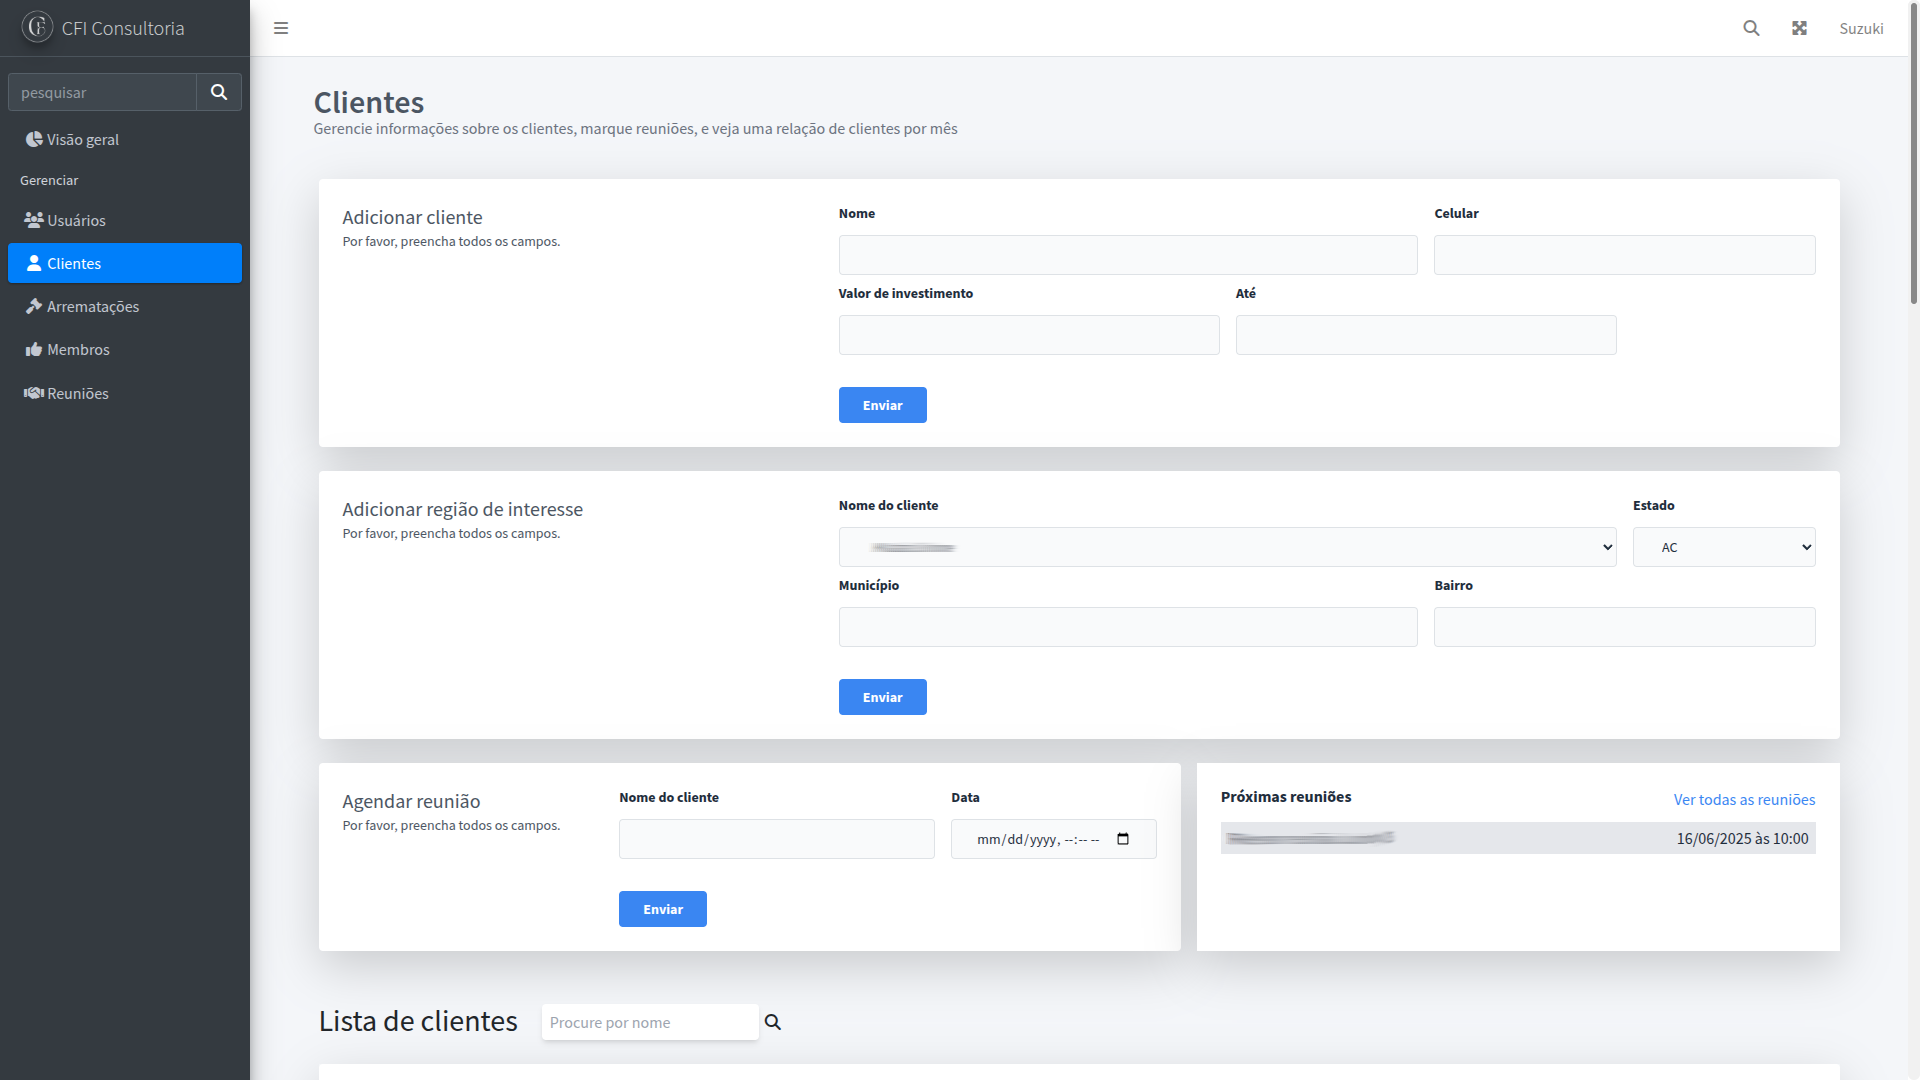 CFI Consultoria
Suzuki
pesquisar
Visão geral
Gerenciar
Usuários
Clientes
Arrematações
Membros
Reuniões
Clientes
Gerencie informações sobre os clientes, marque reuniões, e veja uma relação de clientes por mês
Adicionar cliente
Por favor, preencha todos os campos.
Nome
Celular
Valor de investimento
Até
Enviar
Adicionar região de interesse
Por favor, preencha todos os campos.
Nome do cliente
Estado
AC
Município
Bairro
Enviar
Agendar reunião
Por favor, preencha todos os campos.
Nome do cliente
Data
mm/dd/yyyy, --:-- --
Enviar
Próximas reuniões
Ver todas as reuniões
16/06/2025 às 10:00
Lista de clientes
Procure por nome